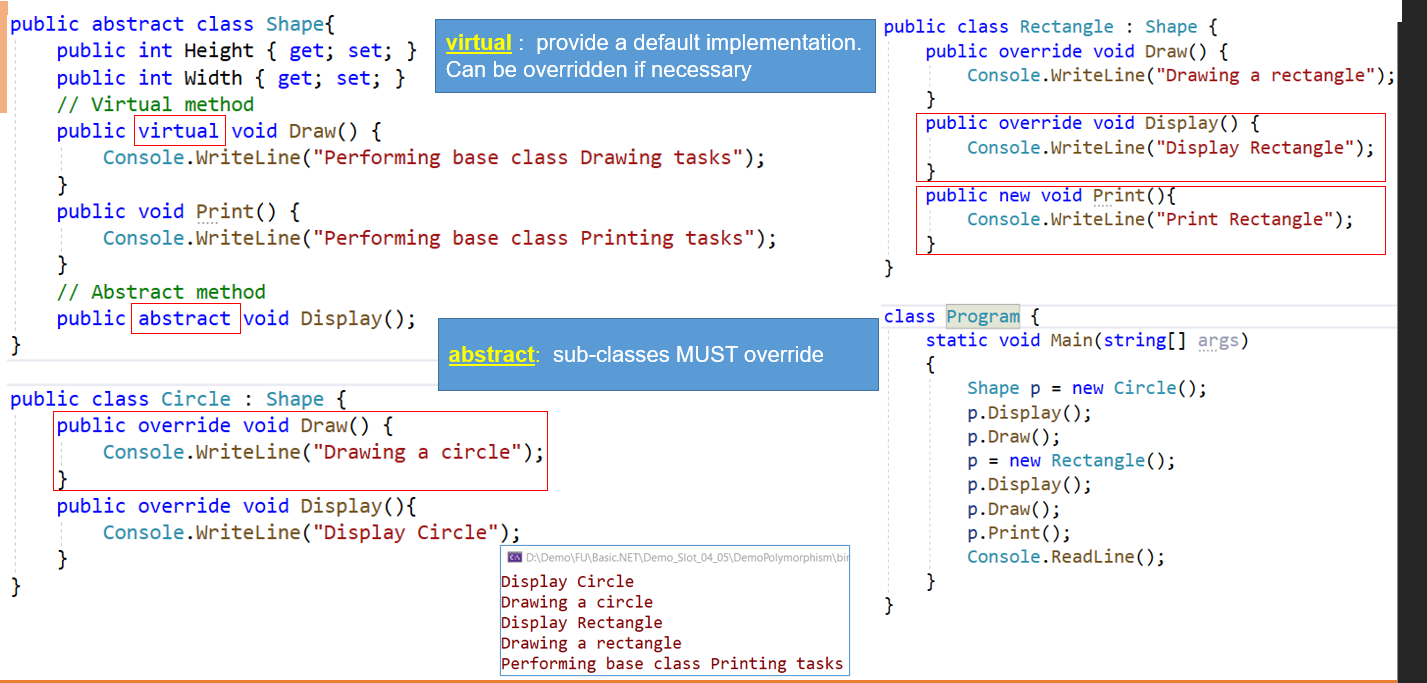 public abstract class Shape{
public int Height { get; set; }
public int Width { get; set; }
// Virtual method
public virtual void Draw() {
Console.WriteLine("Performing base class Drawing tasks");
}
public void Print() {
Console.WriteLine("Performing base class Printing tasks");
}
// Abstract method
public abstract void Display();
}
virtual : provide a default implementation.
Can be overridden if necessary
abstract: sub-classes MUST override
public class Circle : Shape {
public override void Draw() {
Console.WriteLine("Drawing a circle");
}
public override void Display(){
Console.WriteLine("Display Circle");
}
}
D:\Demo\FU\Basic.NET\Demo_Slot_04_05\DemoPolymorphism\bin
Display Circle
Drawing a circle
Display Rectangle
Drawing a rectangle
Performing base class Printing tasks
public class Rectangle : Shape {
public override void Draw() {
Console.WriteLine("Drawing a rectangle");
}
public override void Display() {
Console.WriteLine("Display Rectangle");
}
public new void Print(){
Console.WriteLine("Print Rectangle");
}
}
class Program {
static void Main(string[] args)
{
Shape p = new Circle();
p.Display();
p.Draw();
p = new Rectangle();
p.Display();
p.Draw();
p.Print();
Console.ReadLine();
}
}